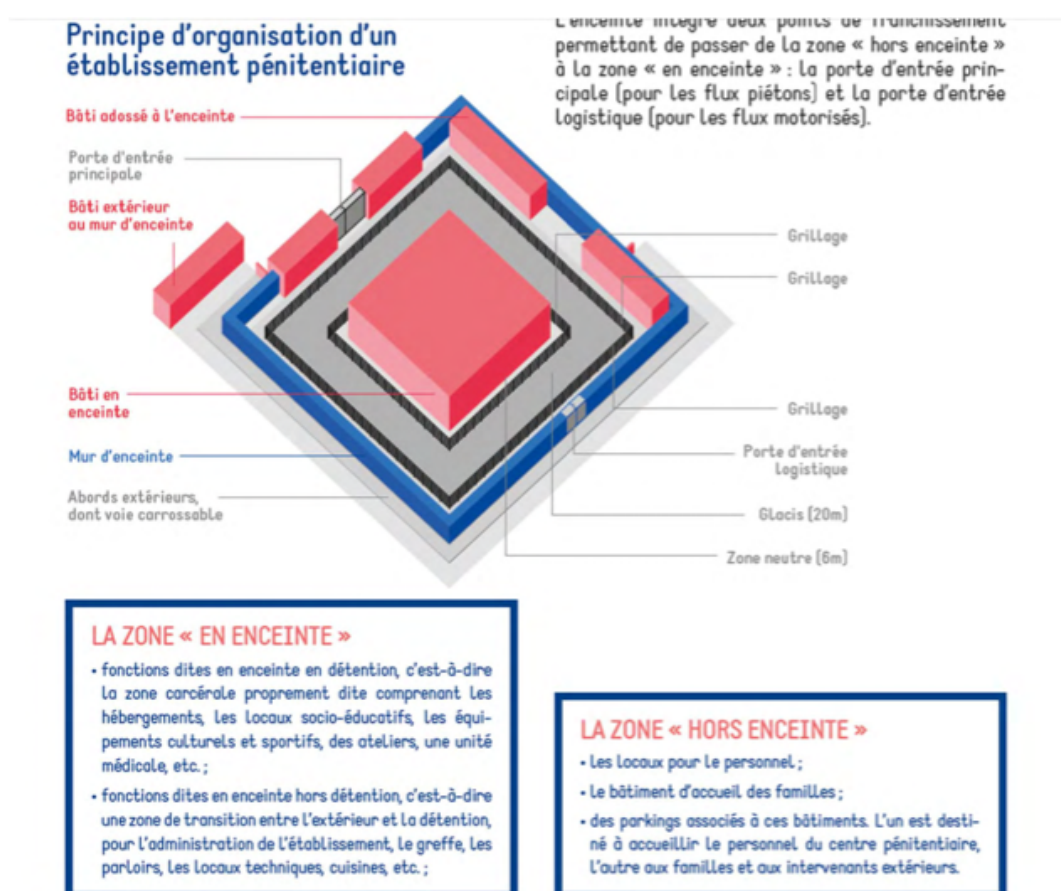 Principe d'organisation d'un
établissement pénitentiaire
L'enceinte intègre deux points de franchissement
permettant de passer de la zone « hors enceinte »
à la zone « en enceinte » : la porte d'entrée prin-
cipale (pour les flux piétons) et la porte d'entrée
logistique (pour les flux motorisés).
Bâti adossé à l'enceinte
Porte d'entrée
principale
Bâti extérieur
au mur d'enceinte
Bâti en
enceinte
Mur d'enceinte
Abords extérieurs,
dont voie carrossable
Grillage
Grillage
Grillage
Porte d'entrée
logistique
Glacis (20m)
Zone neutre (6m)
LA ZONE « EN ENCEINTE »
• fonctions dites en enceinte en détention, c'est-à-dire
la zone carcérale proprement dite comprenant les
hébergements, les locaux socio-éducatifs, les équi-
pements culturels et sportifs, des ateliers, une unité
médicale, etc. ;
• fonctions dites en enceinte hors détention, c'est-à-dire
une zone de transition entre l'extérieur et la détention,
pour l'administration de l'établissement, le greffe, les
parloirs, les locaux techniques, cuisines, etc. ;
LA ZONE « HORS ENCEINTE »
• Les locaux pour le personnel ;
• Le bâtiment d'accueil des familles ;
• des parkings associés à ces bâtiments. L'un est desti-
né à accueillir le personnel du centre pénitentiaire,
l'autre aux familles et aux intervenants extérieurs.